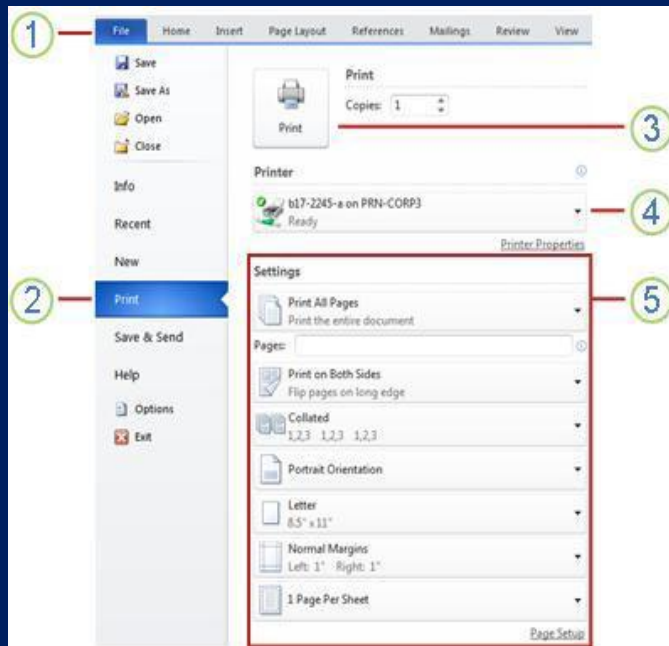 1
File Home Insert Page Layout References Mailings Review View
Save
Save As
Open
Close
Info
Recent
New
2
Print
Save & Send
Help
Options
Exit
Print
Print
Copies: 1
3
Printer
b17-2245-a on PRN-CORP3
Ready
4
Printer Properties
Settings
5
Print All Pages
Print the entire document
Pages:
Print on Both Sides
Flip pages on long edge
Collated
1,2,3 1,2,3 1,2,3
Portrait Orientation
Letter
8.5" x 11"
Normal Margins
Left: 1" Right: 1"
1 Page Per Sheet
Page Setup